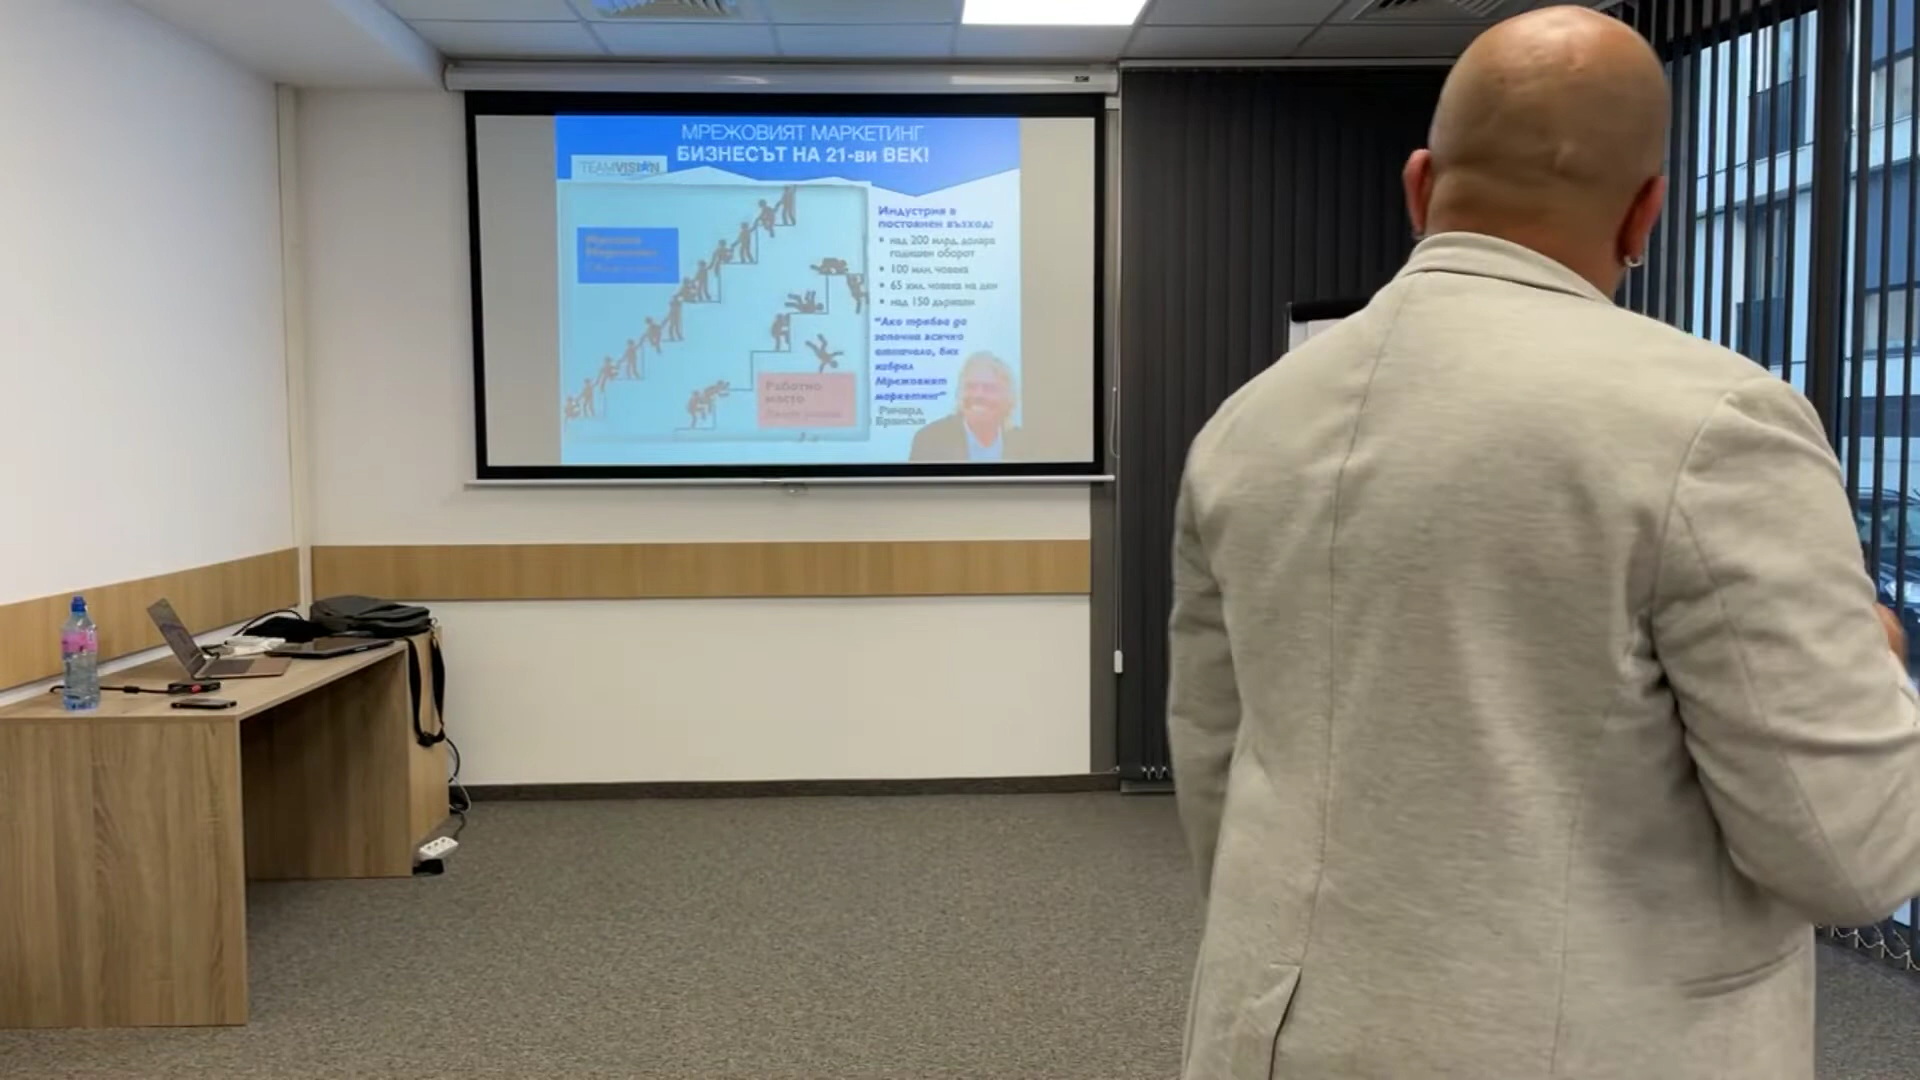 МРЕЖОВИЯТ МАРКЕТИНГ
БИЗНЕСЪТ НА 21-ви ВЕК!
TEAMVISION
Индустрия в
постоянен възход:
• над 200 млрд. долара
годишен оборот
• 100 млн. човека
• 65 хил. човека на ден
• над 150 държави
"Ако трябва да
започна всичко
отначало, бих
избрал
Мрежовият
маркетинг"
Ричард
Брансън
Работно
място